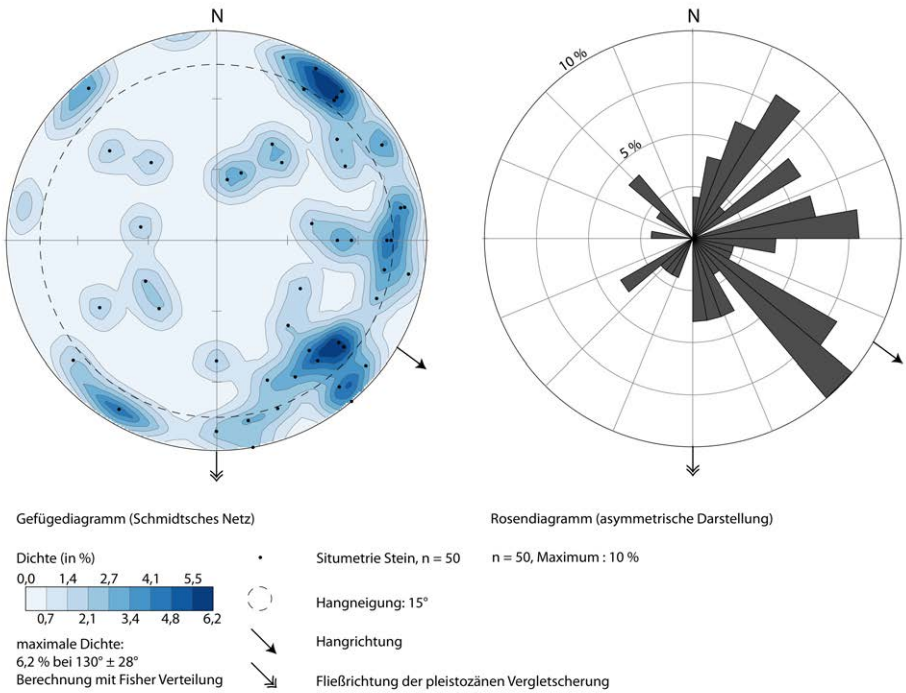 N
N
10 %
5 %
Gefügediagramm (Schmidtsches Netz)
Rosendiagramm (asymmetrische Darstellung)
Dichte (in %)
0,0 1,4 2,7 4,1 5,5
0,7 2,1 3,4 4,8 6,2
maximale Dichte:
6,2 % bei 130° ± 28°
Berechnung mit Fisher Verteilung
Situmetrie Stein, n = 50
Hangneigung: 15°
Hangrichtung
Fließrichtung der pleistozänen Vergletscherung
n = 50, Maximum : 10 %